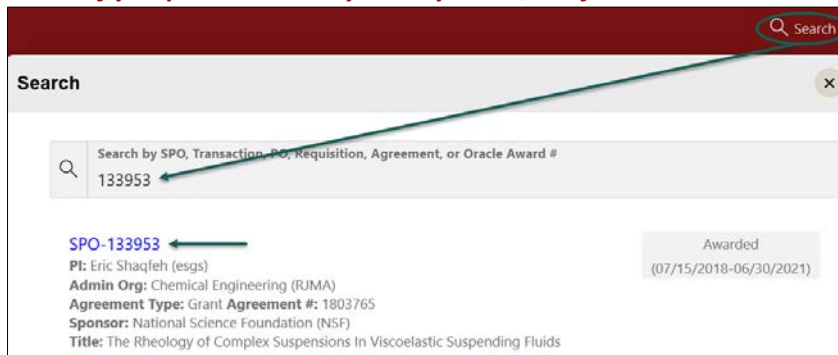 Search
Search
Search by SPO, Transaction, PO, Requisition, Agreement, or Oracle Award #
133953
SPO-133953
Awarded
PI: Eric Shaqfeh (esgs)
(07/15/2018-06/30/2021)
Admin Org: Chemical Engineering (RJMA)
Agreement Type: Grant Agreement #: 1803765
Sponsor: National Science Foundation (NSF)
Title: The Rheology of Complex Suspensions In Viscoelastic Suspending Fluids